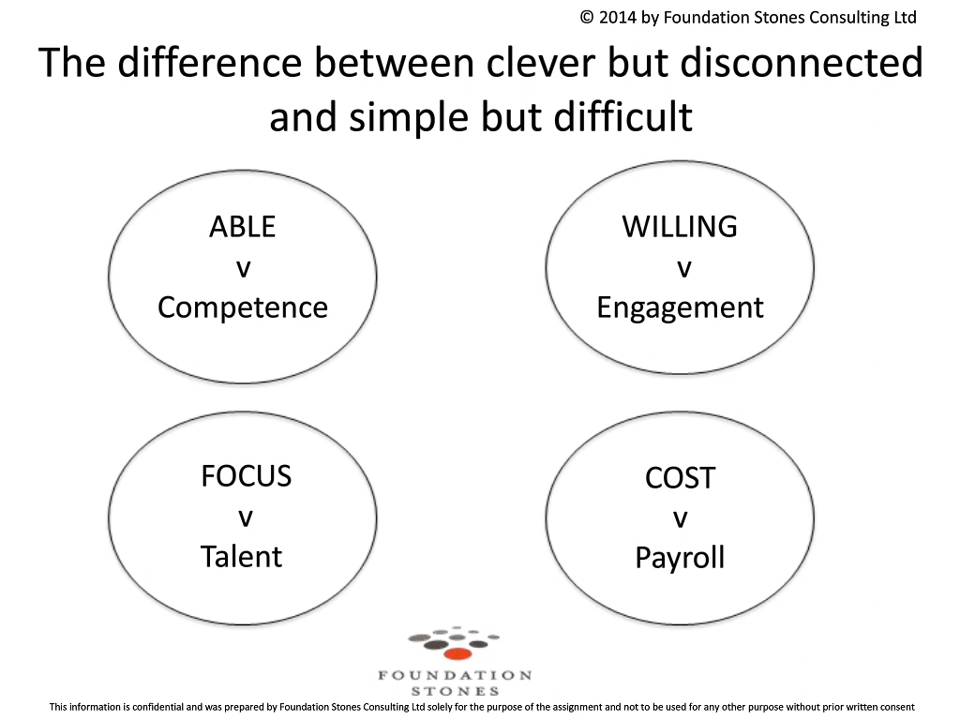 © 2014 by Foundation Stones Consulting Ltd
The difference between clever but disconnected
and simple but difficult
ABLE
v
Competence
WILLING
v
Engagement
FOCUS
v
Talent
COST
v
Payroll
FOUNDATION
STONES
This information is confidential and was prepared by Foundation Stones Consulting Ltd solely for the purpose of the assignment and not to be used for any other purpose without prior written consent